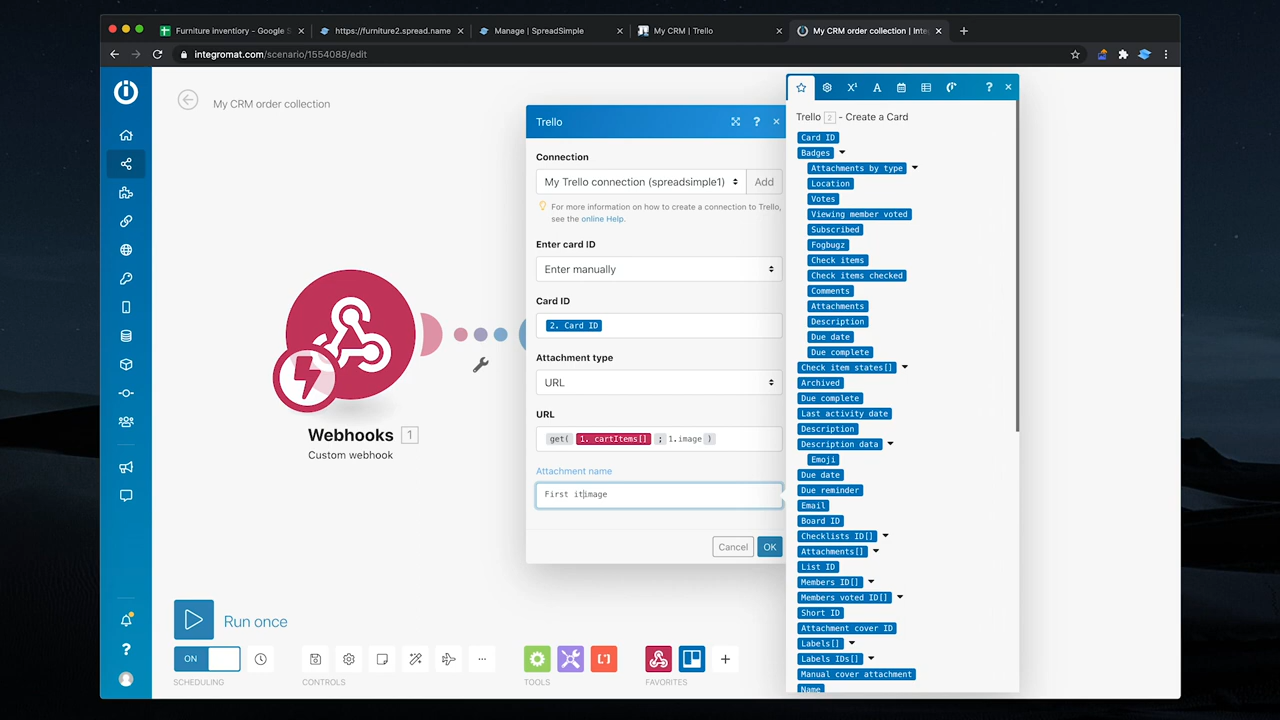 Furniture inventiory - Google S
https://furniture2.spread.name
Manage | SpreadSimple
My CRM | Trello
My CRM order collection | Inte
integromat.com/scenario/1554088/edit
My CRM order collection
Trello
Connection
My Trello connection (spreadsimple1)
Add
For more information on how to create a connection to Trello,
see the online Help.
Enter card ID
Enter manually
Card ID
2. Card ID
Attachment type
URL
URL
get( 1. cartItems[] ; 1.image )
Attachment name
First itimage
Cancel
OK
Webhooks 1
Custom webhook
Run once
ON
SCHEDULING
CONTROLS
TOOLS
FAVORITES
Trello 2 - Create a Card
Card ID
Badges
Attachments by type
Location
Votes
Viewing member voted
Subscribed
Fogbugz
Check items
Check items checked
Comments
Attachments
Description
Due date
Due complete
Check item states[]
Archived
Due complete
Last activity date
Description
Description data
Emoji
Due date
Due reminder
Email
Board ID
Checklists ID[]
Attachments[]
List ID
Members ID[]
Members voted ID[]
Short ID
Attachment cover ID
Labels[]
Labels IDs[]
Manual cover attachment
Name